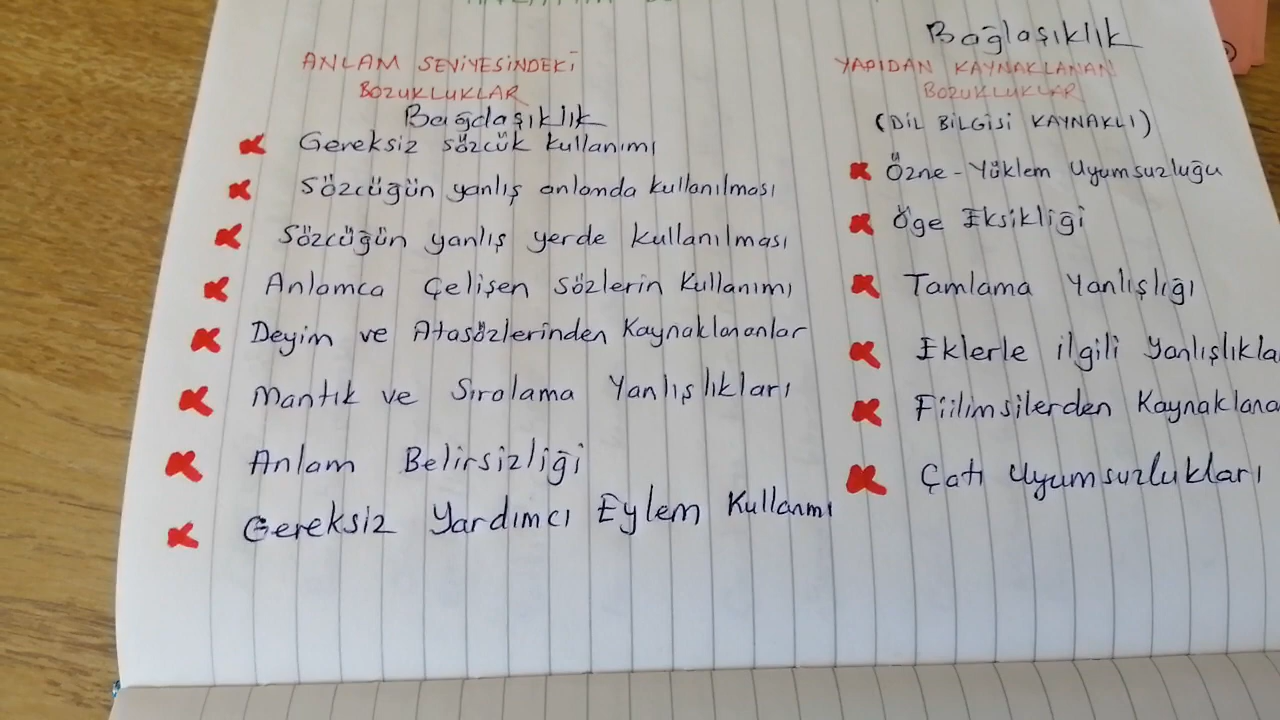 ANLAM SEVİYESİNDEKİ
BOZUKLUKLAR
Bağdaşıklık
Gereksiz sözcük kullanımı
Sözcüğün yanlış anlamda kullanılması
Sözcüğün yanlış yerde kullanılması
Anlamca Çelişen Sözlerin Kullanımı
Deyim ve Atasözlerinden Kaynaklananlar
Mantık ve Sıralama Yanlışlıkları
Anlam Belirsizliği
Gereksiz Yardımcı Eylem Kullanmı
Bağlaşıklık
YAPIDAN KAYNAKLANAN
BOZUKLUKLAR
(DİL BİLGİSİ KAYNAKLI)
Özne-Yüklem Uyumsuzluğu
Öge Eksikliği
Tamlama Yanlışlığı
Eklerle ilgili Yanlışlıkla
Fiilimsilerden Kaynaklana
Çatı Uyumsuzlukları